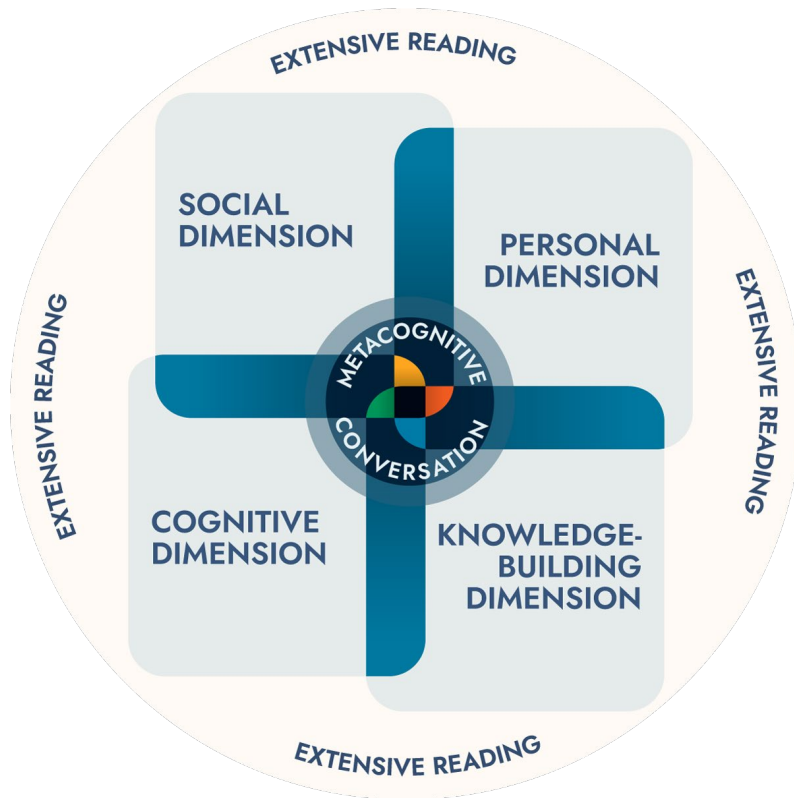 EXTENSIVE READING
SOCIAL
DIMENSION
PERSONAL
DIMENSION
EXTENSIVE READING
EXTENSIVE READING
METACOGNITIVE
CONVERSATION
COGNITIVE
DIMENSION
KNOWLEDGE-
BUILDING
DIMENSION
EXTENSIVE READING